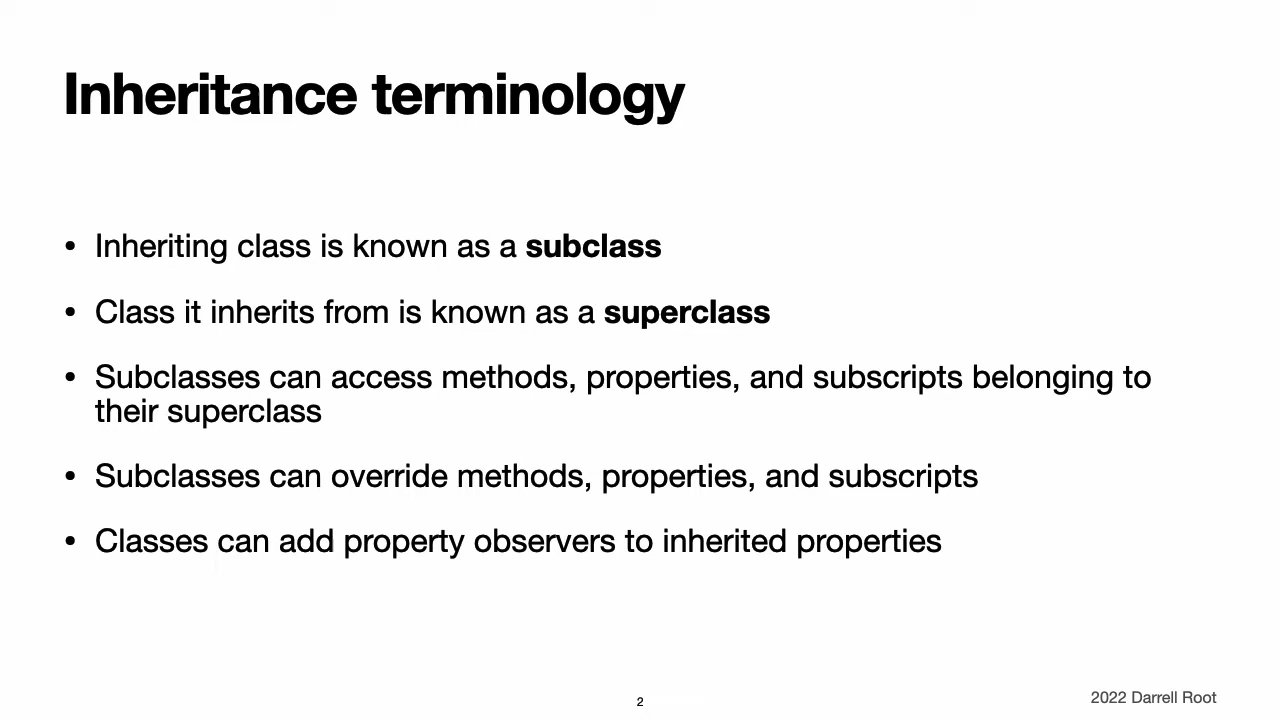 Inheritance terminology
• Inheriting class is known as a subclass
• Class it inherits from is known as a superclass
• Subclasses can access methods, properties, and subscripts belonging to
their superclass
• Subclasses can override methods, properties, and subscripts
• Classes can add property observers to inherited properties
2
2022 Darrell Root